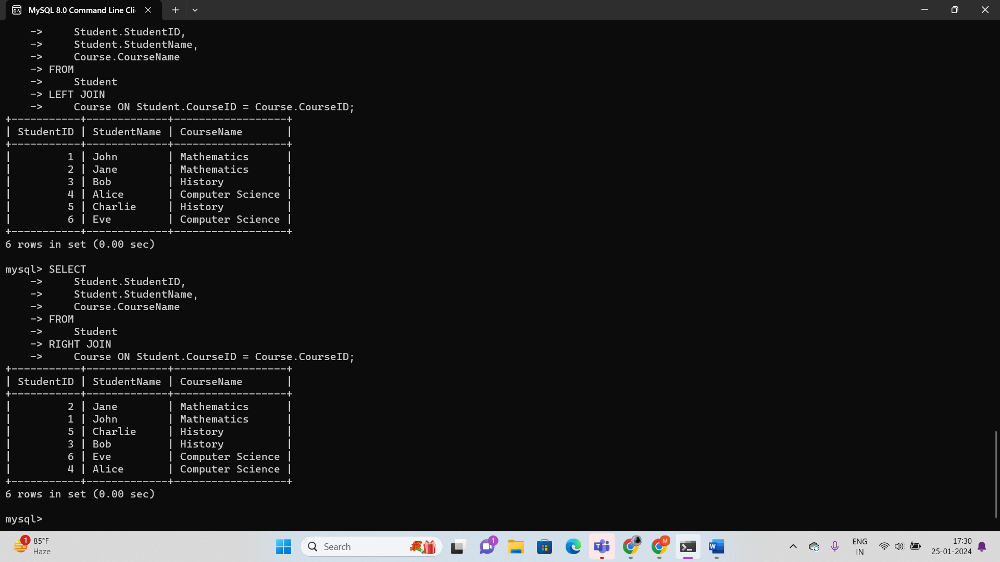 MySQL 8.0 Command Line Cli
    ->     Student.StudentID,
    ->     Student.StudentName,
    ->     Course.CourseName
    -> FROM
    ->     Student
    -> LEFT JOIN
    ->     Course ON Student.CourseID = Course.CourseID;
+-----------+-------------+------------------+
| StudentID | StudentName | CourseName       |
+-----------+-------------+------------------+
|         1 | John        | Mathematics      |
|         2 | Jane        | Mathematics      |
|         3 | Bob         | History          |
|         4 | Alice       | Computer Science |
|         5 | Charlie     | History          |
|         6 | Eve         | Computer Science |
+-----------+-------------+------------------+
6 rows in set (0.00 sec)

mysql> SELECT
    ->     Student.StudentID,
    ->     Student.StudentName,
    ->     Course.CourseName
    -> FROM
    ->     Student
    -> RIGHT JOIN
    ->     Course ON Student.CourseID = Course.CourseID;
+-----------+-------------+------------------+
| StudentID | StudentName | CourseName       |
+-----------+-------------+------------------+
|         2 | Jane        | Mathematics      |
|         1 | John        | Mathematics      |
|         5 | Charlie     | History          |
|         3 | Bob         | History          |
|         6 | Eve         | Computer Science |
|         4 | Alice       | Computer Science |
+-----------+-------------+------------------+
6 rows in set (0.00 sec)

mysql>
1
85°F
Haze
Search
1
T
M
W
ENG
IN
17:30
25-01-2024